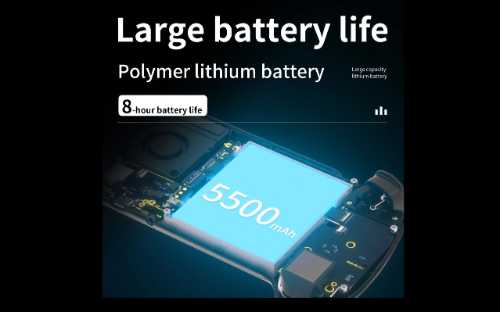 Large battery life
Polymer lithium battery
Large capacity
lithium battery
8-hour battery life
5500mAh